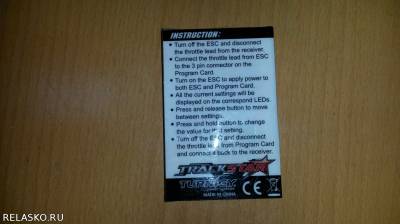 INSTRUCTION:
• Turn off the ESC and disconnect
the throttle lead from the receiver.
• Connect the throttle lead from ESC
to the 3 pin connector on the
Program Card.
• Turn on the ESC to apply power to
both ESC and Program Card.
• All the current settings will be
displayed on the correspond LEDs.
• Press and release button to move
between settings.
• Press and hold button to change
the value for that setting.
• Turn off the ESC and disconnect
the throttle lead from Program Card
and connect it back to the receiver.
TRACKSTAR
TURNIGY
MADE IN CHINA
CE
RELASKO.RU